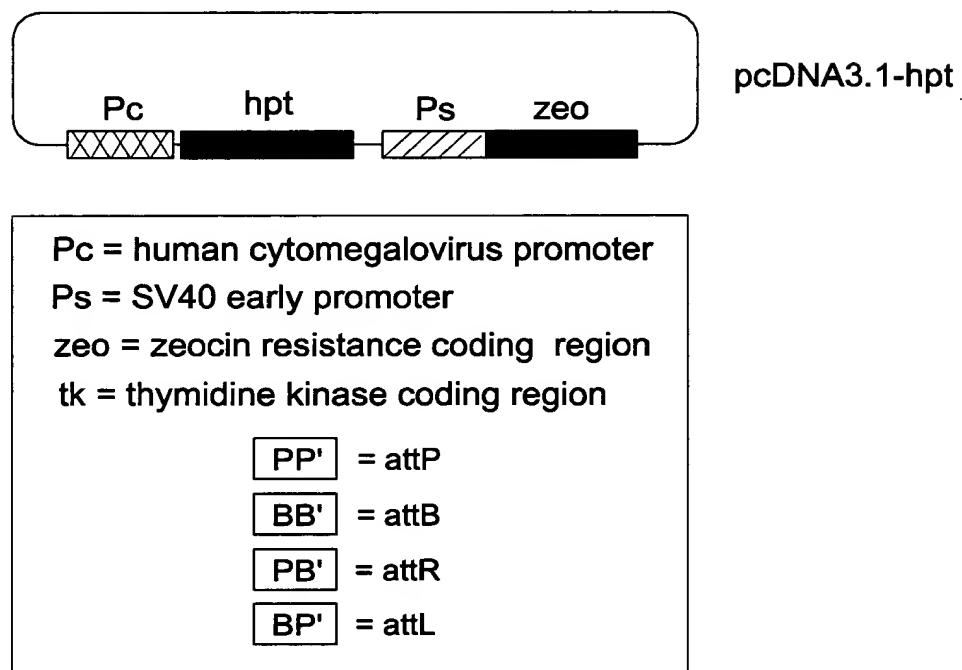 Pc hpt Ps zeo
pcDNA3.1-hpt
Pc = human cytomegalovirus promoter
Ps = SV40 early promoter
zeo = zeocin resistance coding region
tk = thymidine kinase coding region
PP' = attP
BB' = attB
PB' = attR
BP' = attL